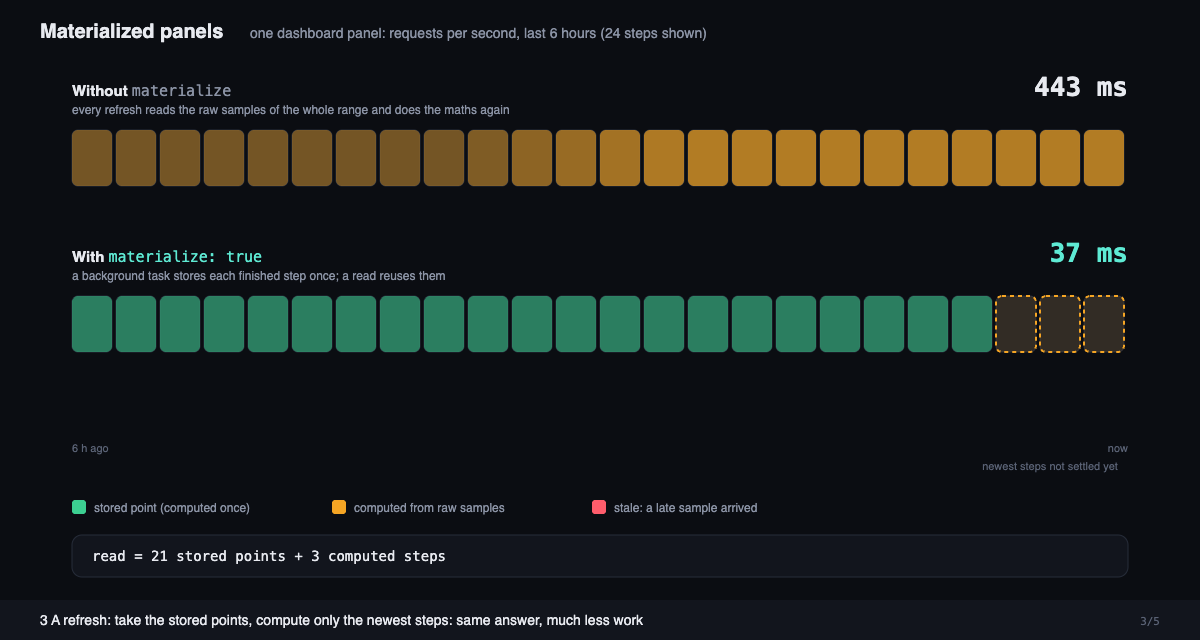 Materialized panels one dashboard panel: requests per second, last 6 hours (24 steps shown)
Without materialize 443 ms
every refresh reads the raw samples of the whole range and does the maths again
With materialize: true 37 ms
a background task stores each finished step once; a read reuses them
6 h ago now
newest steps not settled yet
stored point (computed once) computed from raw samples stale: a late sample arrived
read = 21 stored points + 3 computed steps
3 A refresh: take the stored points, compute only the newest steps: same answer, much less work 3/5